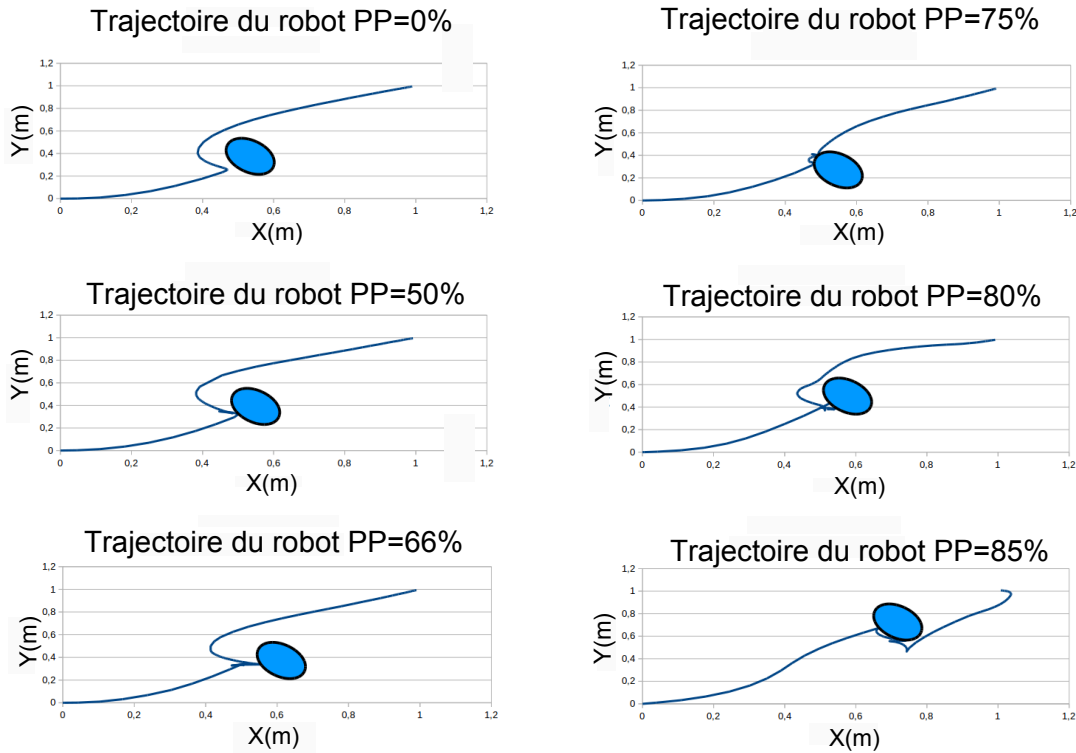 Trajectoire du robot PP=0%
1,2
1
0,8
0,6
0,4
0,2
0
Y(m)
0 0,2 0,4 0,6 0,8 1 1,2
X(m)
Trajectoire du robot PP=75%
1,2
1
0,8
0,6
0,4
0,2
0
Y(m)
0 0,2 0,4 0,6 0,8 1 1,2
X(m)
Trajectoire du robot PP=50%
1,2
1
0,8
0,6
0,4
0,2
0
Y(m)
0 0,2 0,4 0,6 0,8 1 1,2
X(m)
Trajectoire du robot PP=80%
1,2
1
0,8
0,6
0,4
0,2
0
Y(m)
0 0,2 0,4 0,6 0,8 1 1,2
X(m)
Trajectoire du robot PP=66%
1,2
1
0,8
0,6
0,4
0,2
0
Y(m)
0 0,2 0,4 0,6 0,8 1 1,2
X(m)
Trajectoire du robot PP=85%
1,2
1
0,8
0,6
0,4
0,2
0
Y(m)
0 0,2 0,4 0,6 0,8 1 1,2
X(m)